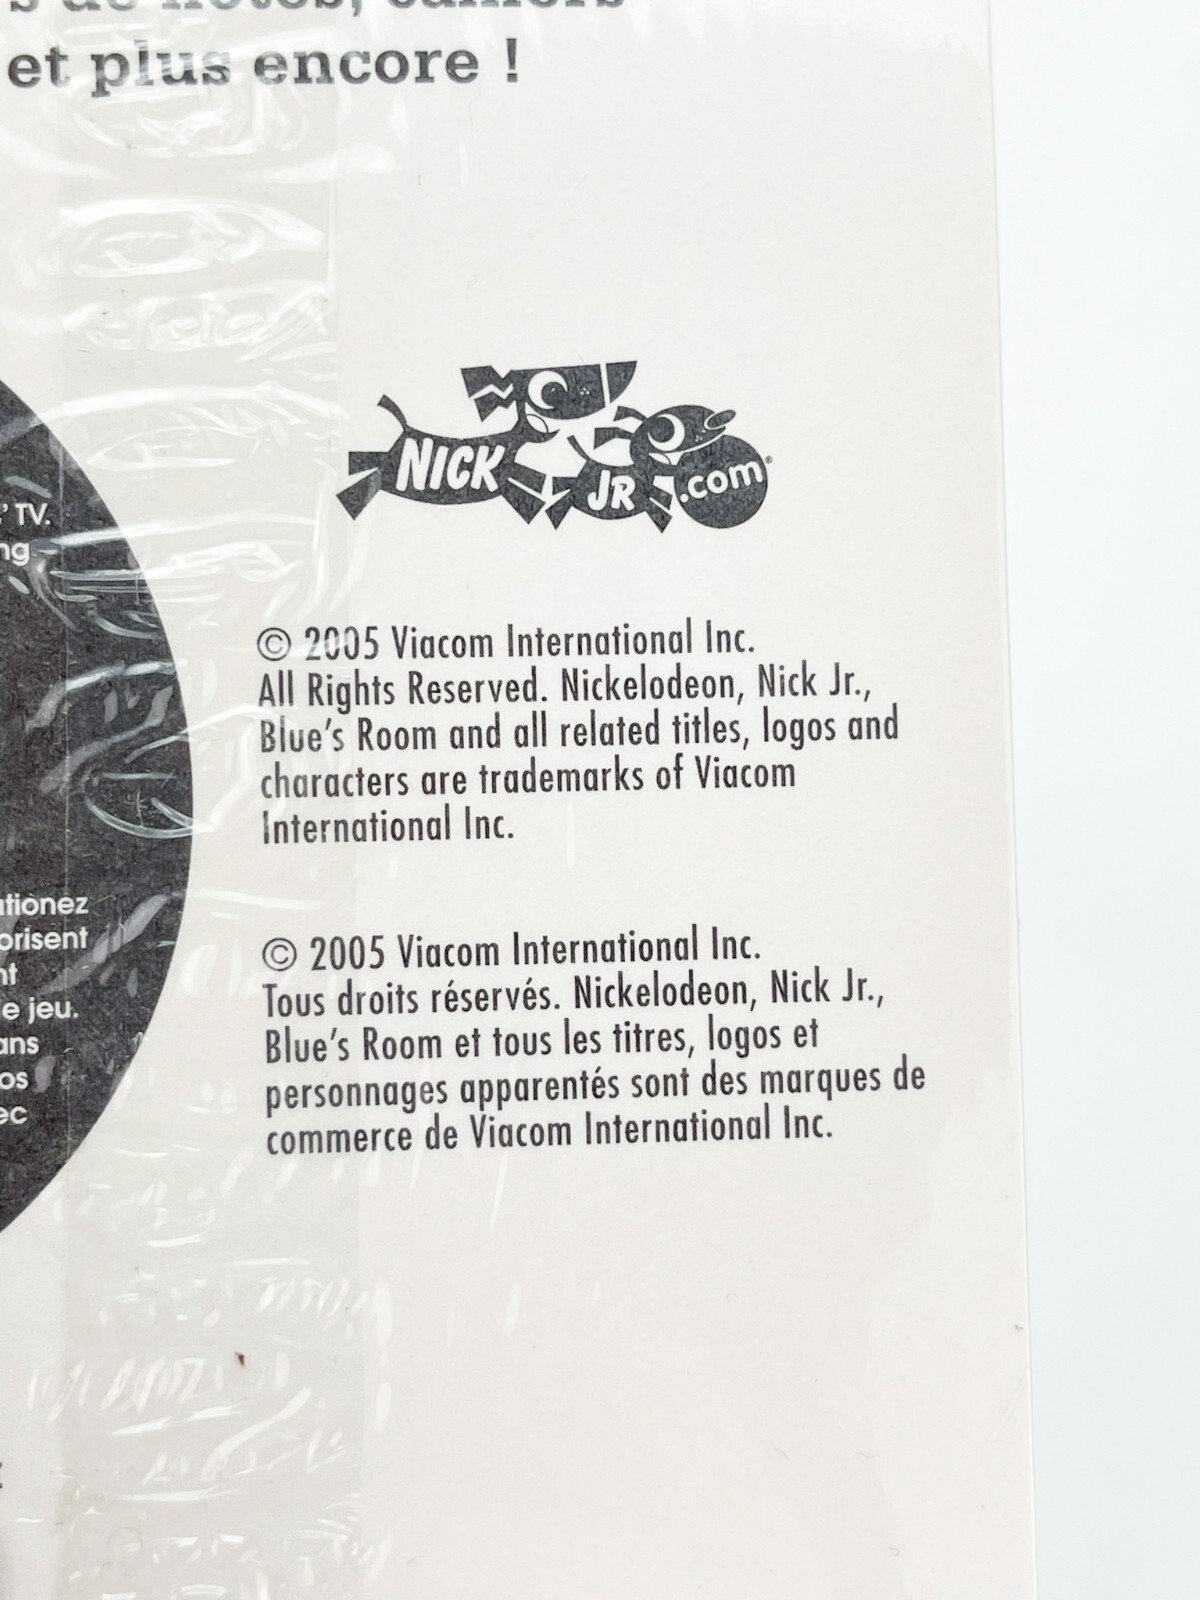 et plus encore !
NICK JR .com
TV.
© 2005 Viacom International Inc.
All Rights Reserved. Nickelodeon, Nick Jr.,
Blue's Room and all related titles, logos and
characters are trademarks of Viacom
International Inc.
© 2005 Viacom International Inc.
Tous droits réservés. Nickelodeon, Nick Jr.,
Blue's Room et tous les titres, logos et
personnages apparentés sont des marques de
commerce de Viacom International Inc.
jeu.